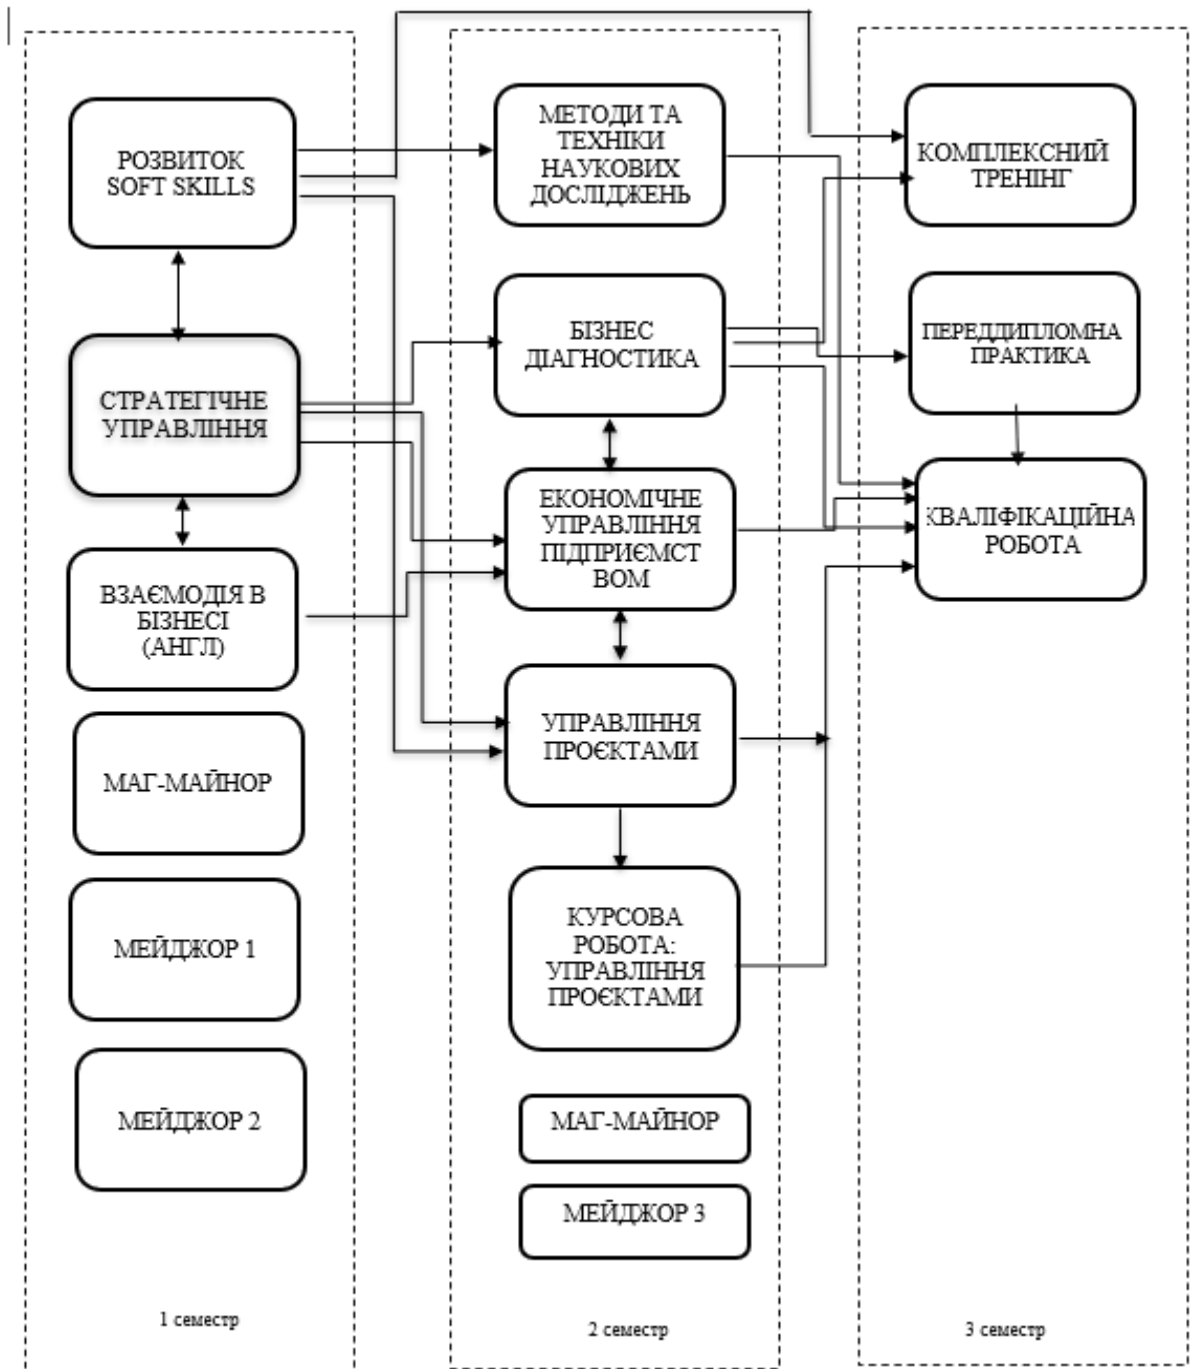 РОЗВИТОК
SOFT SKILLS
СТРАТЕГІЧНЕ
УПРАВЛІННЯ
ВЗАЄМОДІЯ В
БІЗНЕСІ
(АНГЛ)
МАГ-МАЙНОР
МЕЙДЖОР 1
МЕЙДЖОР 2
1 семестр
МЕТОДИ ТА
ТЕХНІКИ
НАУКОВИХ
ДОСЛІДЖЕНЬ
БІЗНЕС
ДІАГНОСТИКА
ЕКОНОМІЧНЕ
УПРАВЛІННЯ
ПІДПРИЄМСТ
ВОМ
УПРАВЛІННЯ
ПРОЄКТАМИ
КУРСОВА
РОБОТА:
УПРАВЛІННЯ
ПРОЄКТАМИ
МАГ-МАЙНОР
МЕЙДЖОР 3
2 семестр
КОМПЛЕКСНИЙ
ТРЕНІНГ
ПЕРЕДДИПЛОМНА
ПРАКТИКА
КВАЛІФІКАЦІЙНА
РОБОТА
3 семестр